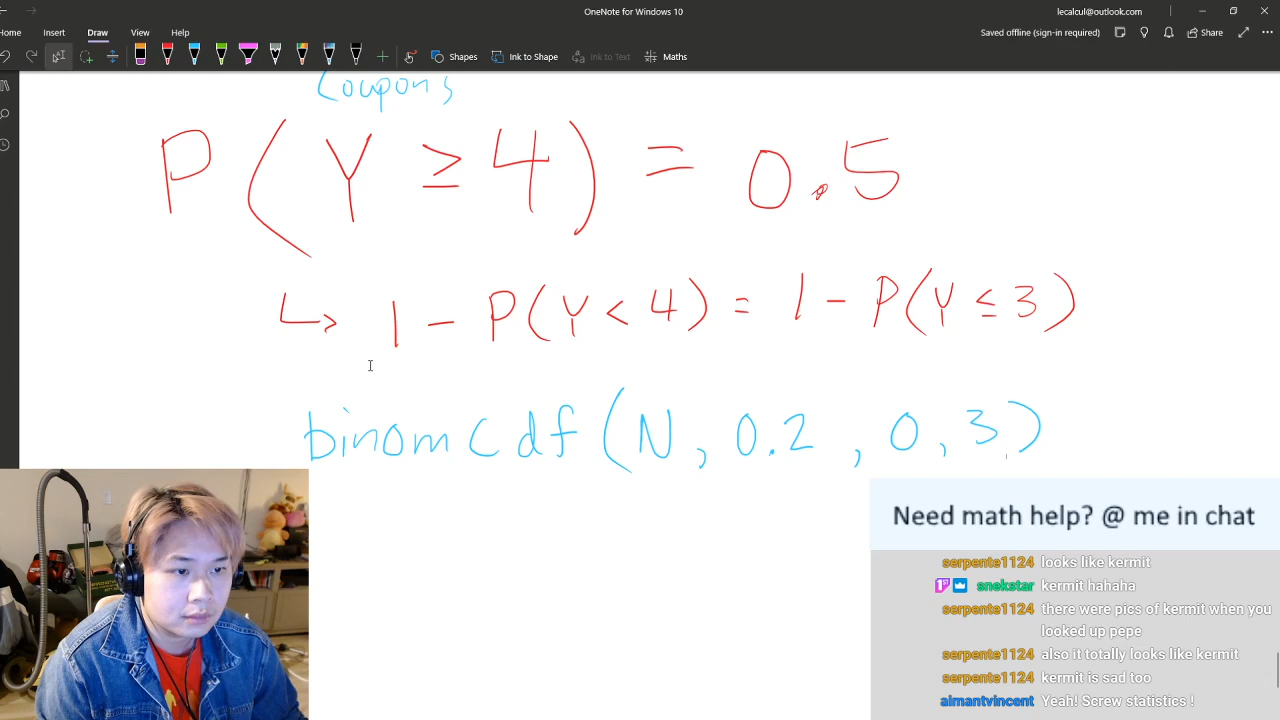 OneNote for Windows 10
lecalcul@outlook.com
Home Insert Draw View Help
Saved offline (sign-in required) Share
Shapes Ink to Shape Ink to Text Maths
Coupons
P(Y ≥ 4) = 0.5
↳ 1 - P(Y < 4) = 1 - P(Y ≤ 3)
binomCdf(N, 0.2, 0, 3)
Need math help? @ me in chat
serpente1124 looks like kermit
snekstar kermit hahaha
serpente1124 there were pics of kermit when you
looked up pepe
serpente1124 also it totally looks like kermit
serpente1124 kermit is sad too
aimantvincent Yeah! Screw statistics !